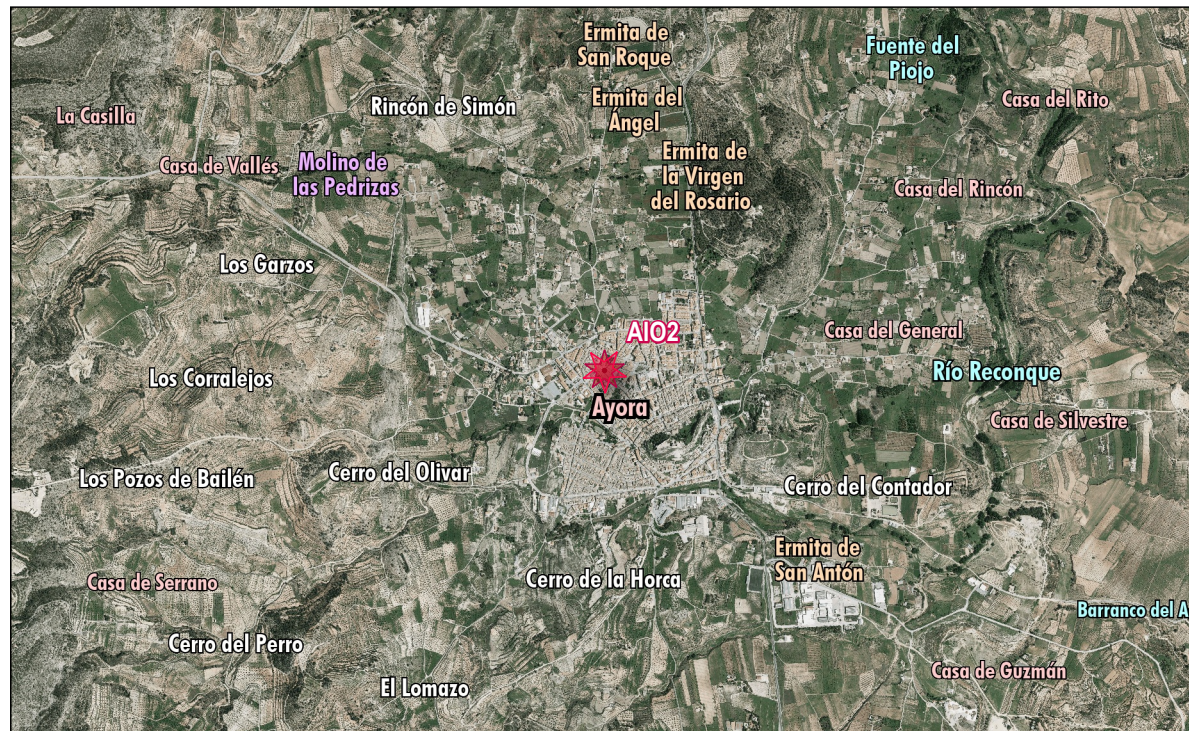 Ermita de
San Roque
Fuente del
Piojo
La Casilla
Rincón de Simón
Ermita del
Ángel
Casa del Rito
Casa de Vallés
Molino de
las Pedrizas
Ermita de
la Virgen
del Rosario
Casa del Rincón
Los Garzos
AIO2
Casa del General
Los Corralejos
Río Reconque
Ayora
Casa de Silvestre
Los Pozos de Bailén
Cerro del Olivar
Cerro del Contador
Ermita de
San Antón
Casa de Serrano
Cerro de la Horca
Barranco del A
Cerro del Perro
El Lomazo
Casa de Guzmán